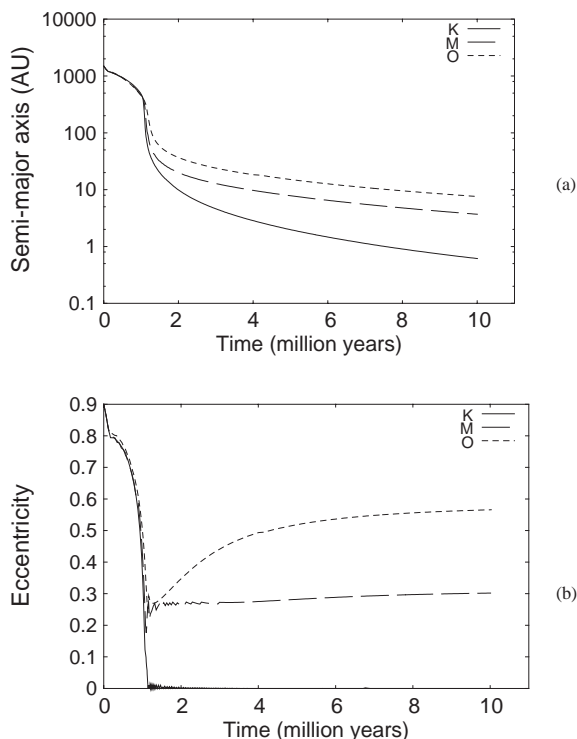 10000
1000
100
10
1
0.1
Semi-major axis (AU)
K
M
O
0 2 4 6 8 10
Time (million years)
(a)
0.9
0.8
0.7
0.6
0.5
0.4
0.3
0.2
0.1
0
Eccentricity
K
M
O
0 2 4 6 8 10
Time (million years)
(b)